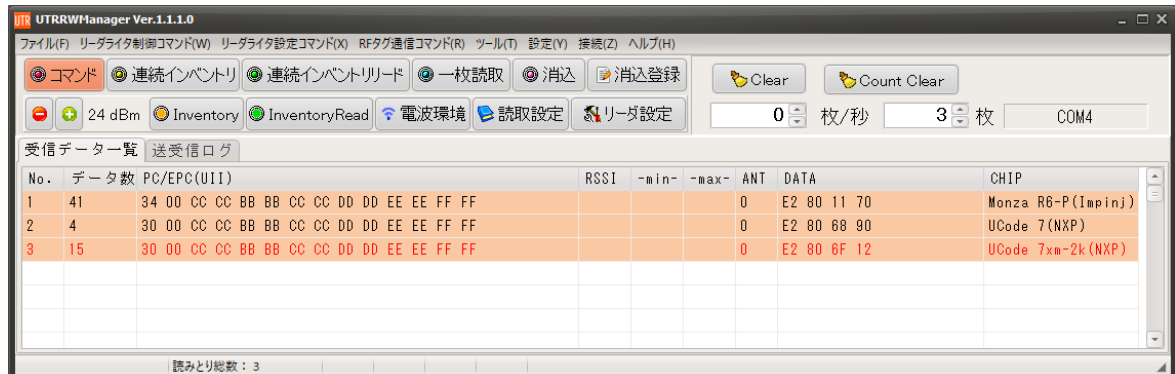 UTR UTRRWManager Ver.1.1.1.0
ファイル(F) リーダライタ制御コマンド(W) リーダライタ設定コマンド(X) RFタグ通信コマンド(R) ツール(T) 設定(Y) 接続(Z) ヘルプ(H)
コマンド 連続インベントリ 連続インベントリリード 一枚読取 消込 消込登録 Clear Count Clear
24 dBm Inventory InventoryRead 電波環境 読取設定 リーダ設定 0 枚/秒 3 枚 COM4
受信データ一覧 送受信ログ
No. データ数 PC/EPC(UII) RSSI -min- -max- ANT DATA CHIP
1 41 34 00 CC CC BB BB CC CC DD DD EE EE FF FF 0 E2 80 11 70 Monza R6-P(Impinj)
2 4 30 00 CC CC BB BB CC CC DD DD EE EE FF FF 0 E2 80 68 90 UCode 7(NXP)
3 15 30 00 CC CC BB BB CC CC DD DD EE EE FF FF 0 E2 80 6F 12 UCode 7xm-2k(NXP)
読みとり総数：3